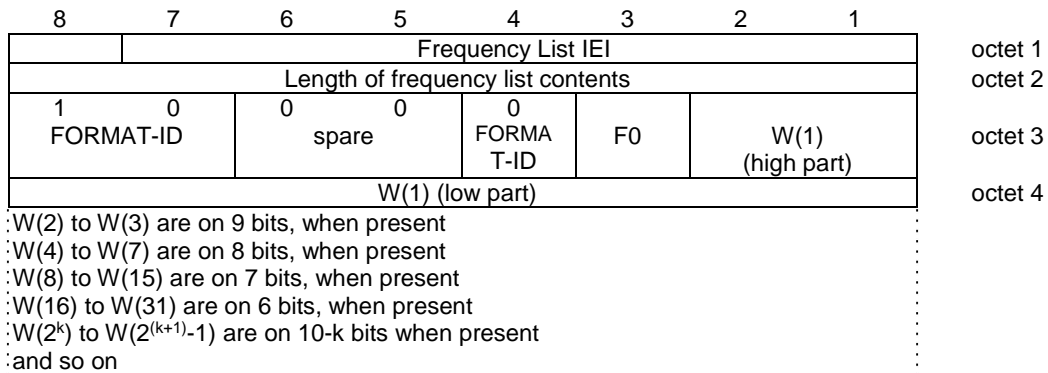 8 7 6 5 4 3 2 1
Frequency List IEI octet 1
Length of frequency list contents octet 2
1 0 0 0 0
FORMAT-ID spare FORMA F0 W(1) octet 3
T-ID (high part)
W(1) (low part) octet 4
W(2) to W(3) are on 9 bits, when present
W(4) to W(7) are on 8 bits, when present
W(8) to W(15) are on 7 bits, when present
W(16) to W(31) are on 6 bits, when present
W(2^k) to W(2^(k+1)-1) are on 10-k bits when present
and so on